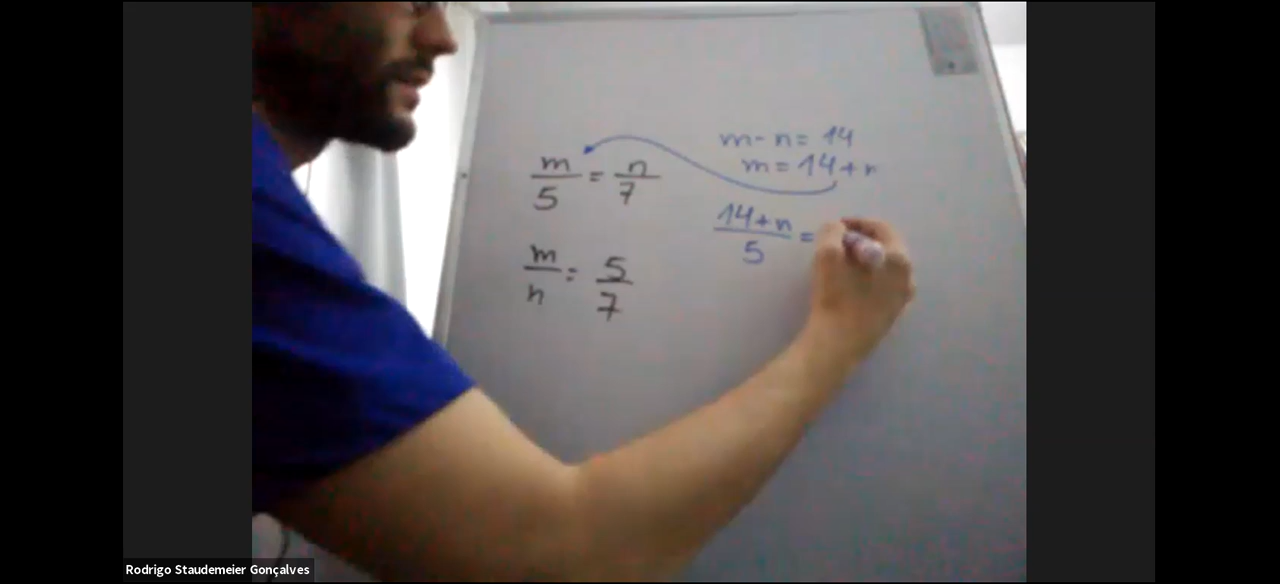 m/5 = n/7
m/n = 5/7
m - n = 14
m = 14 + n
14 + n/5 =
Rodrigo Staudemeier Gonçalves